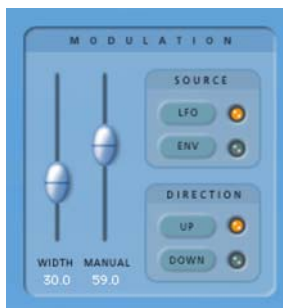 MODULATION
SOURCE
LFO
ENV
DIRECTION
UP
DOWN
WIDTH MANUAL
30.0 59.0